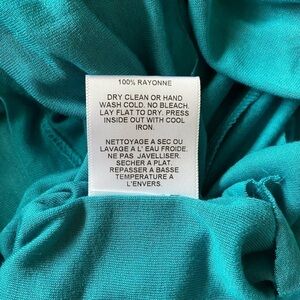 100% RAYONNE
DRY CLEAN OR HAND
WASH COLD. NO BLEACH.
LAY FLAT TO DRY. PRESS
INSIDE OUT WITH COOL
IRON.
NETTOYAGE A SEC OU
LAVAGE A L' EAU FROIDE.
NE PAS JAVELLISER.
SECHER A PLAT.
REPASSER A BASSE
TEMPERATURE A
L'ENVERS.